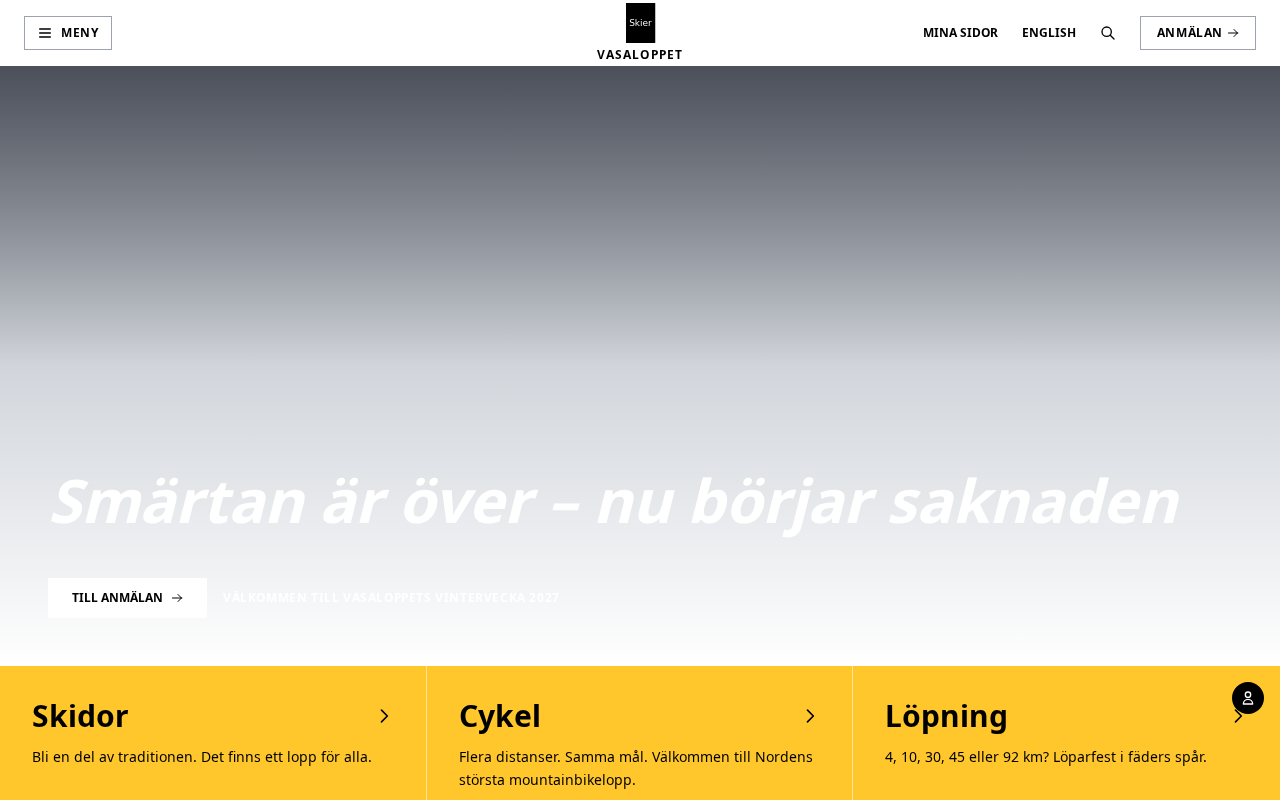 MENY
Skier
VASALOPPET
MINA SIDOR
ENGLISH
ANMÄLAN
Smärtan är över – nu börjar saknaden
TILL ANMÄLAN
VÄLKOMMEN TILL VASALOPPETS VINTERVECKA 2027
Skidor
Bli en del av traditionen. Det finns ett lopp för alla.
Cykel
Flera distanser. Samma mål. Välkommen till Nordens
största mountainbikelopp.
Löpning
4, 10, 30, 45 eller 92 km? Löparfest i fäders spår.